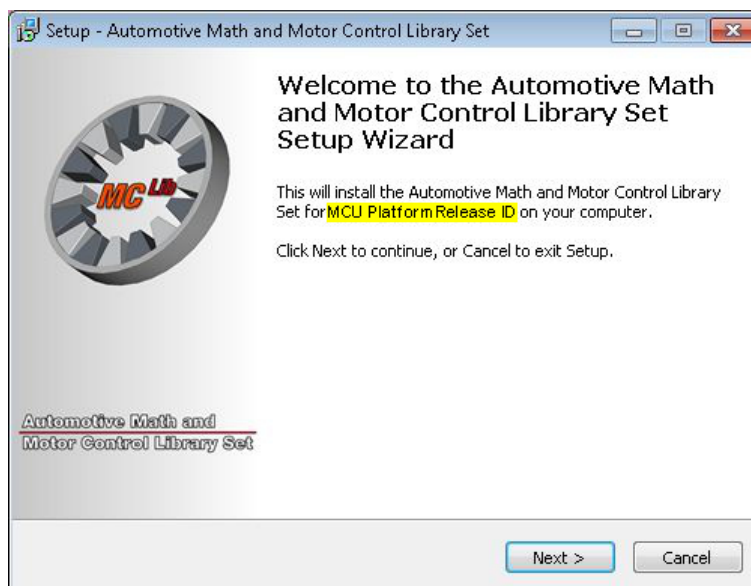 Setup - Automotive Math and Motor Control Library Set
MC Lib
Welcome to the Automotive Math
and Motor Control Library Set
Setup Wizard
This will install the Automotive Math and Motor Control Library
Set for MCU Platform Release ID on your computer.
Click Next to continue, or Cancel to exit Setup.
Automotive Math and
Motor Control Library Set
Next >
Cancel